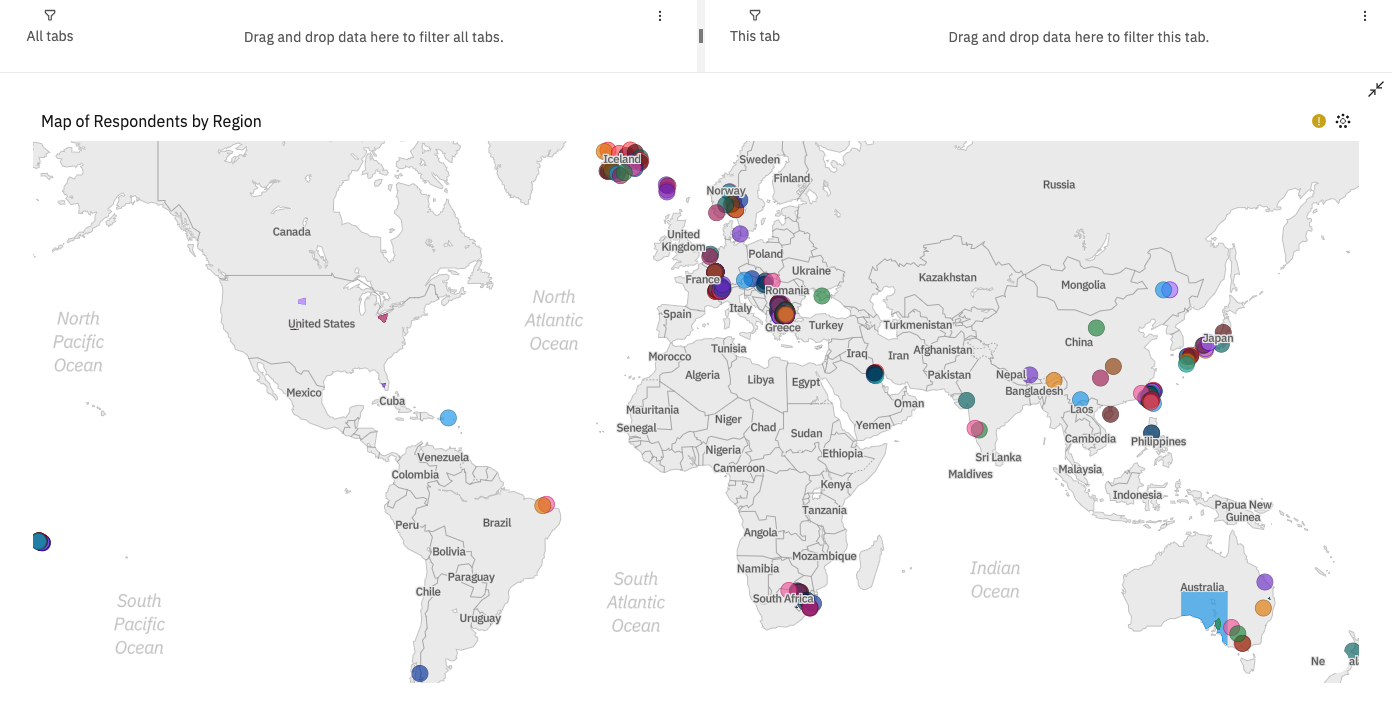 All tabs
Drag and drop data here to filter all tabs.
This tab
Drag and drop data here to filter this tab.
Map of Respondents by Region
Iceland
Sweden
Finland
Norway
Russia
Canada
United
Kingdom
Poland
Ukraine
France
Romania
Kazakhstan
Mongolia
North
Atlantic
Ocean
North
Pacific
Ocean
United States
Spain
Italy
Greece
Turkey
Turkmenistan
China
Japan
Morocco
Tunisia
Iraq
Iran
Afghanistan
Algeria
Libya
Egypt
Pakistan
Nepal
Bangladesh
Mexico
Cuba
Mauritania
Oman
Laos
Senegal
Niger
Chad
Sudan
Yemen
Cambodia
Philippines
Venezuela
Nigeria
Ethiopia
Sri Lanka
Colombia
Cameroon
Maldives
Malaysia
Kenya
Indonesia
Brazil
Tanzania
Papua New
Guinea
Peru
Angola
Bolivia
Mozambique
Namibia
Indian
Ocean
Paraguay
Chile
South
Atlantic
Ocean
South Africa
Australia
South
Pacific
Ocean
Uruguay
Ne al